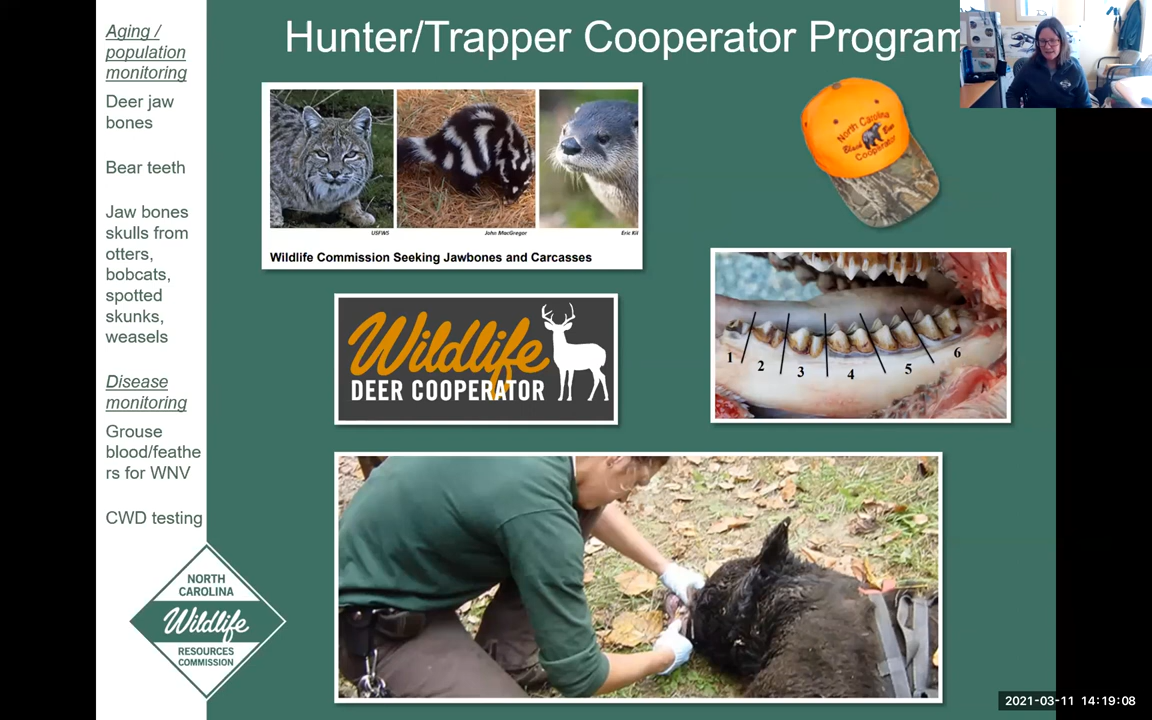 Hunter/Trapper Cooperator Program
Aging /
population
monitoring
Deer jaw
bones
Bear teeth
Jaw bones
skulls from
otters,
bobcats,
spotted
skunks,
weasels
Disease
monitoring
Grouse
blood/feathe
rs for WNV
CWD testing
NORTH
CAROLINA
Wildlife
RESOURCES
COMMISSION
USFWS
John MacGregor
Eric Kil
Wildlife Commission Seeking Jawbones and Carcasses
North Carolina
Black Bear
Cooperator
Wildlife
DEER COOPERATOR
1
2
3
4
5
6
2021-03-11 14:19:08